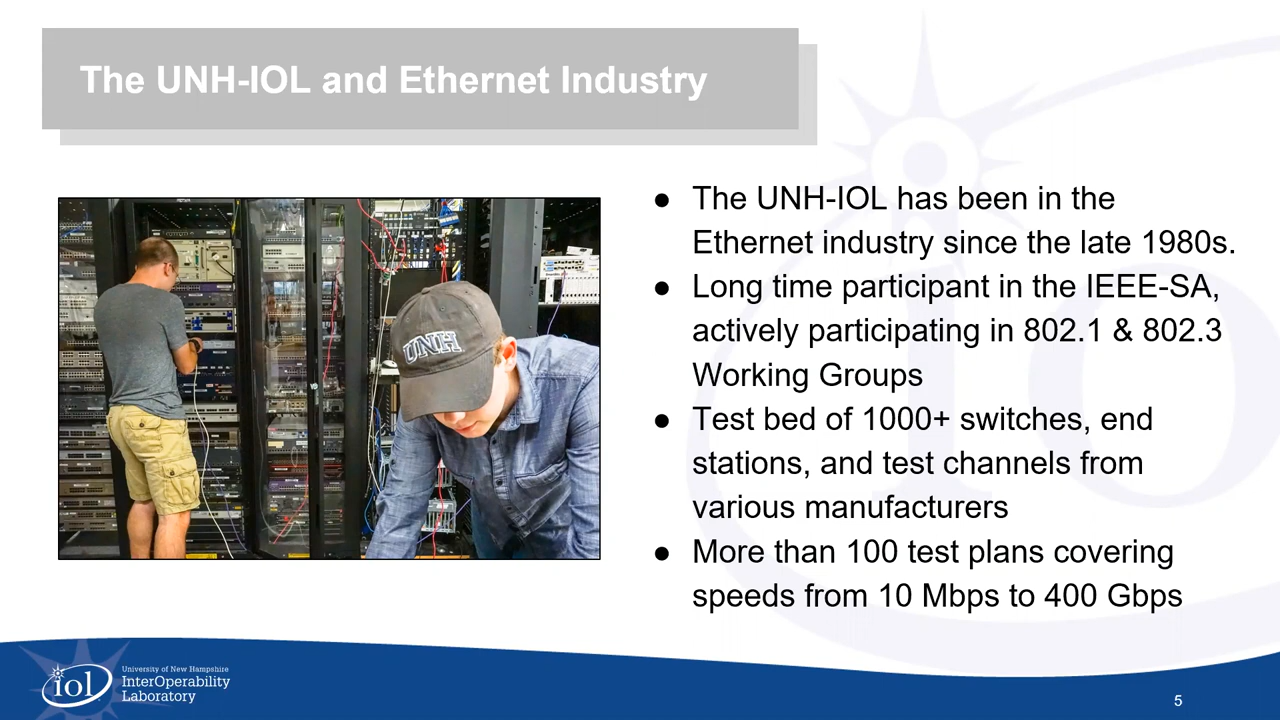 The UNH-IOL and Ethernet Industry
● The UNH-IOL has been in the
Ethernet industry since the late 1980s.
● Long time participant in the IEEE-SA,
actively participating in 802.1 & 802.3
Working Groups
● Test bed of 1000+ switches, end
stations, and test channels from
various manufacturers
● More than 100 test plans covering
speeds from 10 Mbps to 400 Gbps
UNH
iol
University of New Hampshire
InterOperability
Laboratory
5